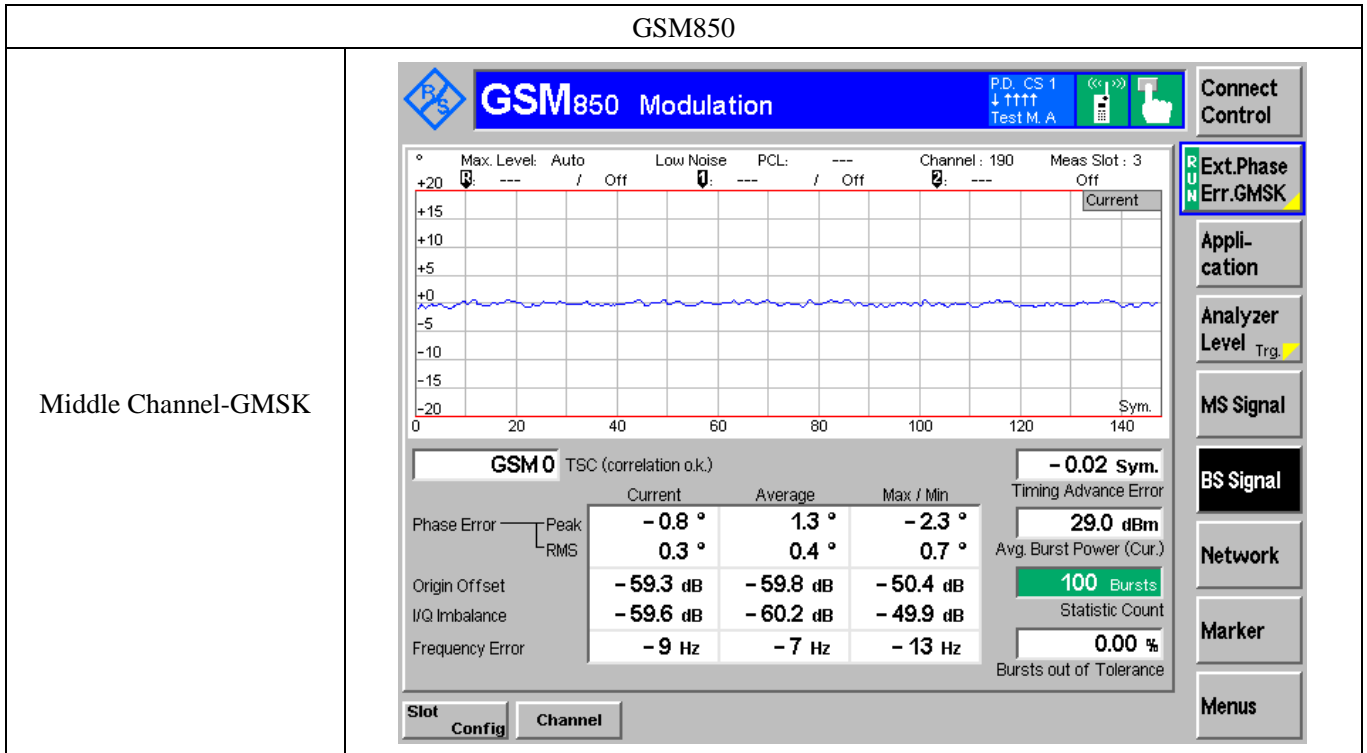 GSM850
Middle Channel-GMSK
R&S
GSM850 Modulation
P.D. CS 1
↓ ↑↑↑↑
Test M. A
Connect Control
° Max. Level: Auto Low Noise PCL: --- Channel : 190 Meas Slot : 3
R: --- / Off 1: --- / Off 2: --- Off
Current
+20
+15
+10
+5
+0
-5
-10
-15
-20
Sym.
0 20 40 60 80 100 120 140
GSM 0 TSC (correlation o.k.)
Current Average Max / Min
Phase Error Peak - 0.8 ° 1.3 ° - 2.3 °
RMS 0.3 ° 0.4 ° 0.7 °
Origin Offset - 59.3 dB - 59.8 dB - 50.4 dB
I/Q Imbalance - 59.6 dB - 60.2 dB - 49.9 dB
Frequency Error - 9 Hz - 7 Hz - 13 Hz
- 0.02 Sym.
Timing Advance Error
29.0 dBm
Avg. Burst Power (Cur.)
100 Bursts
Statistic Count
0.00 %
Bursts out of Tolerance
RUN
Ext.Phase
Err.GMSK
Appli-
cation
Analyzer
Level Trg.
MS Signal
BS Signal
Network
Marker
Menus
Slot
Config
Channel